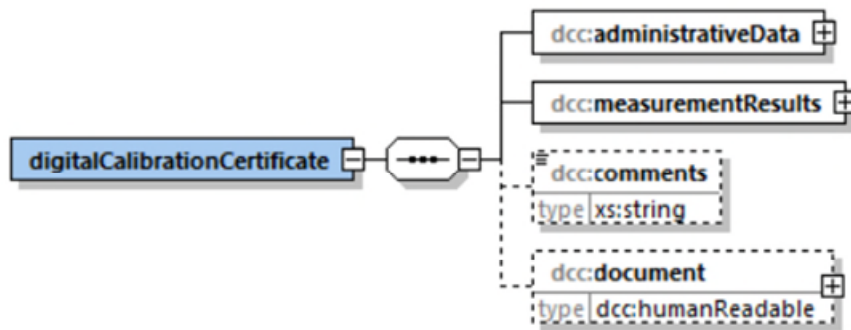 dcc:administrativeData
dcc:measurementResults
digitalCalibrationCertificate
dcc:comments
type xs:string
dcc:document
type dcc:humanReadable